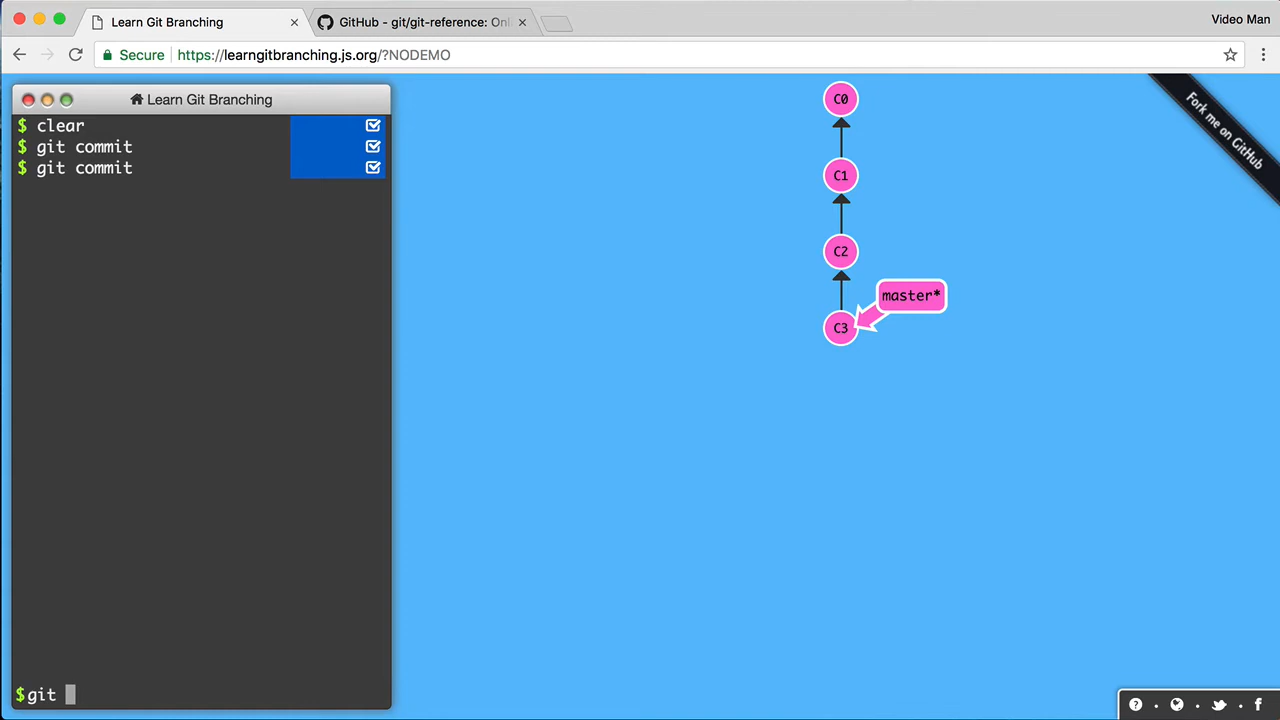 Learn Git Branching
GitHub - git/git-reference: Onl
Video Man
Secure
https://learngitbranching.js.org/?NODEMO
Learn Git Branching
$ clear
$ git commit
$ git commit
$git
C0
C1
C2
master*
C3
Fork me on GitHub